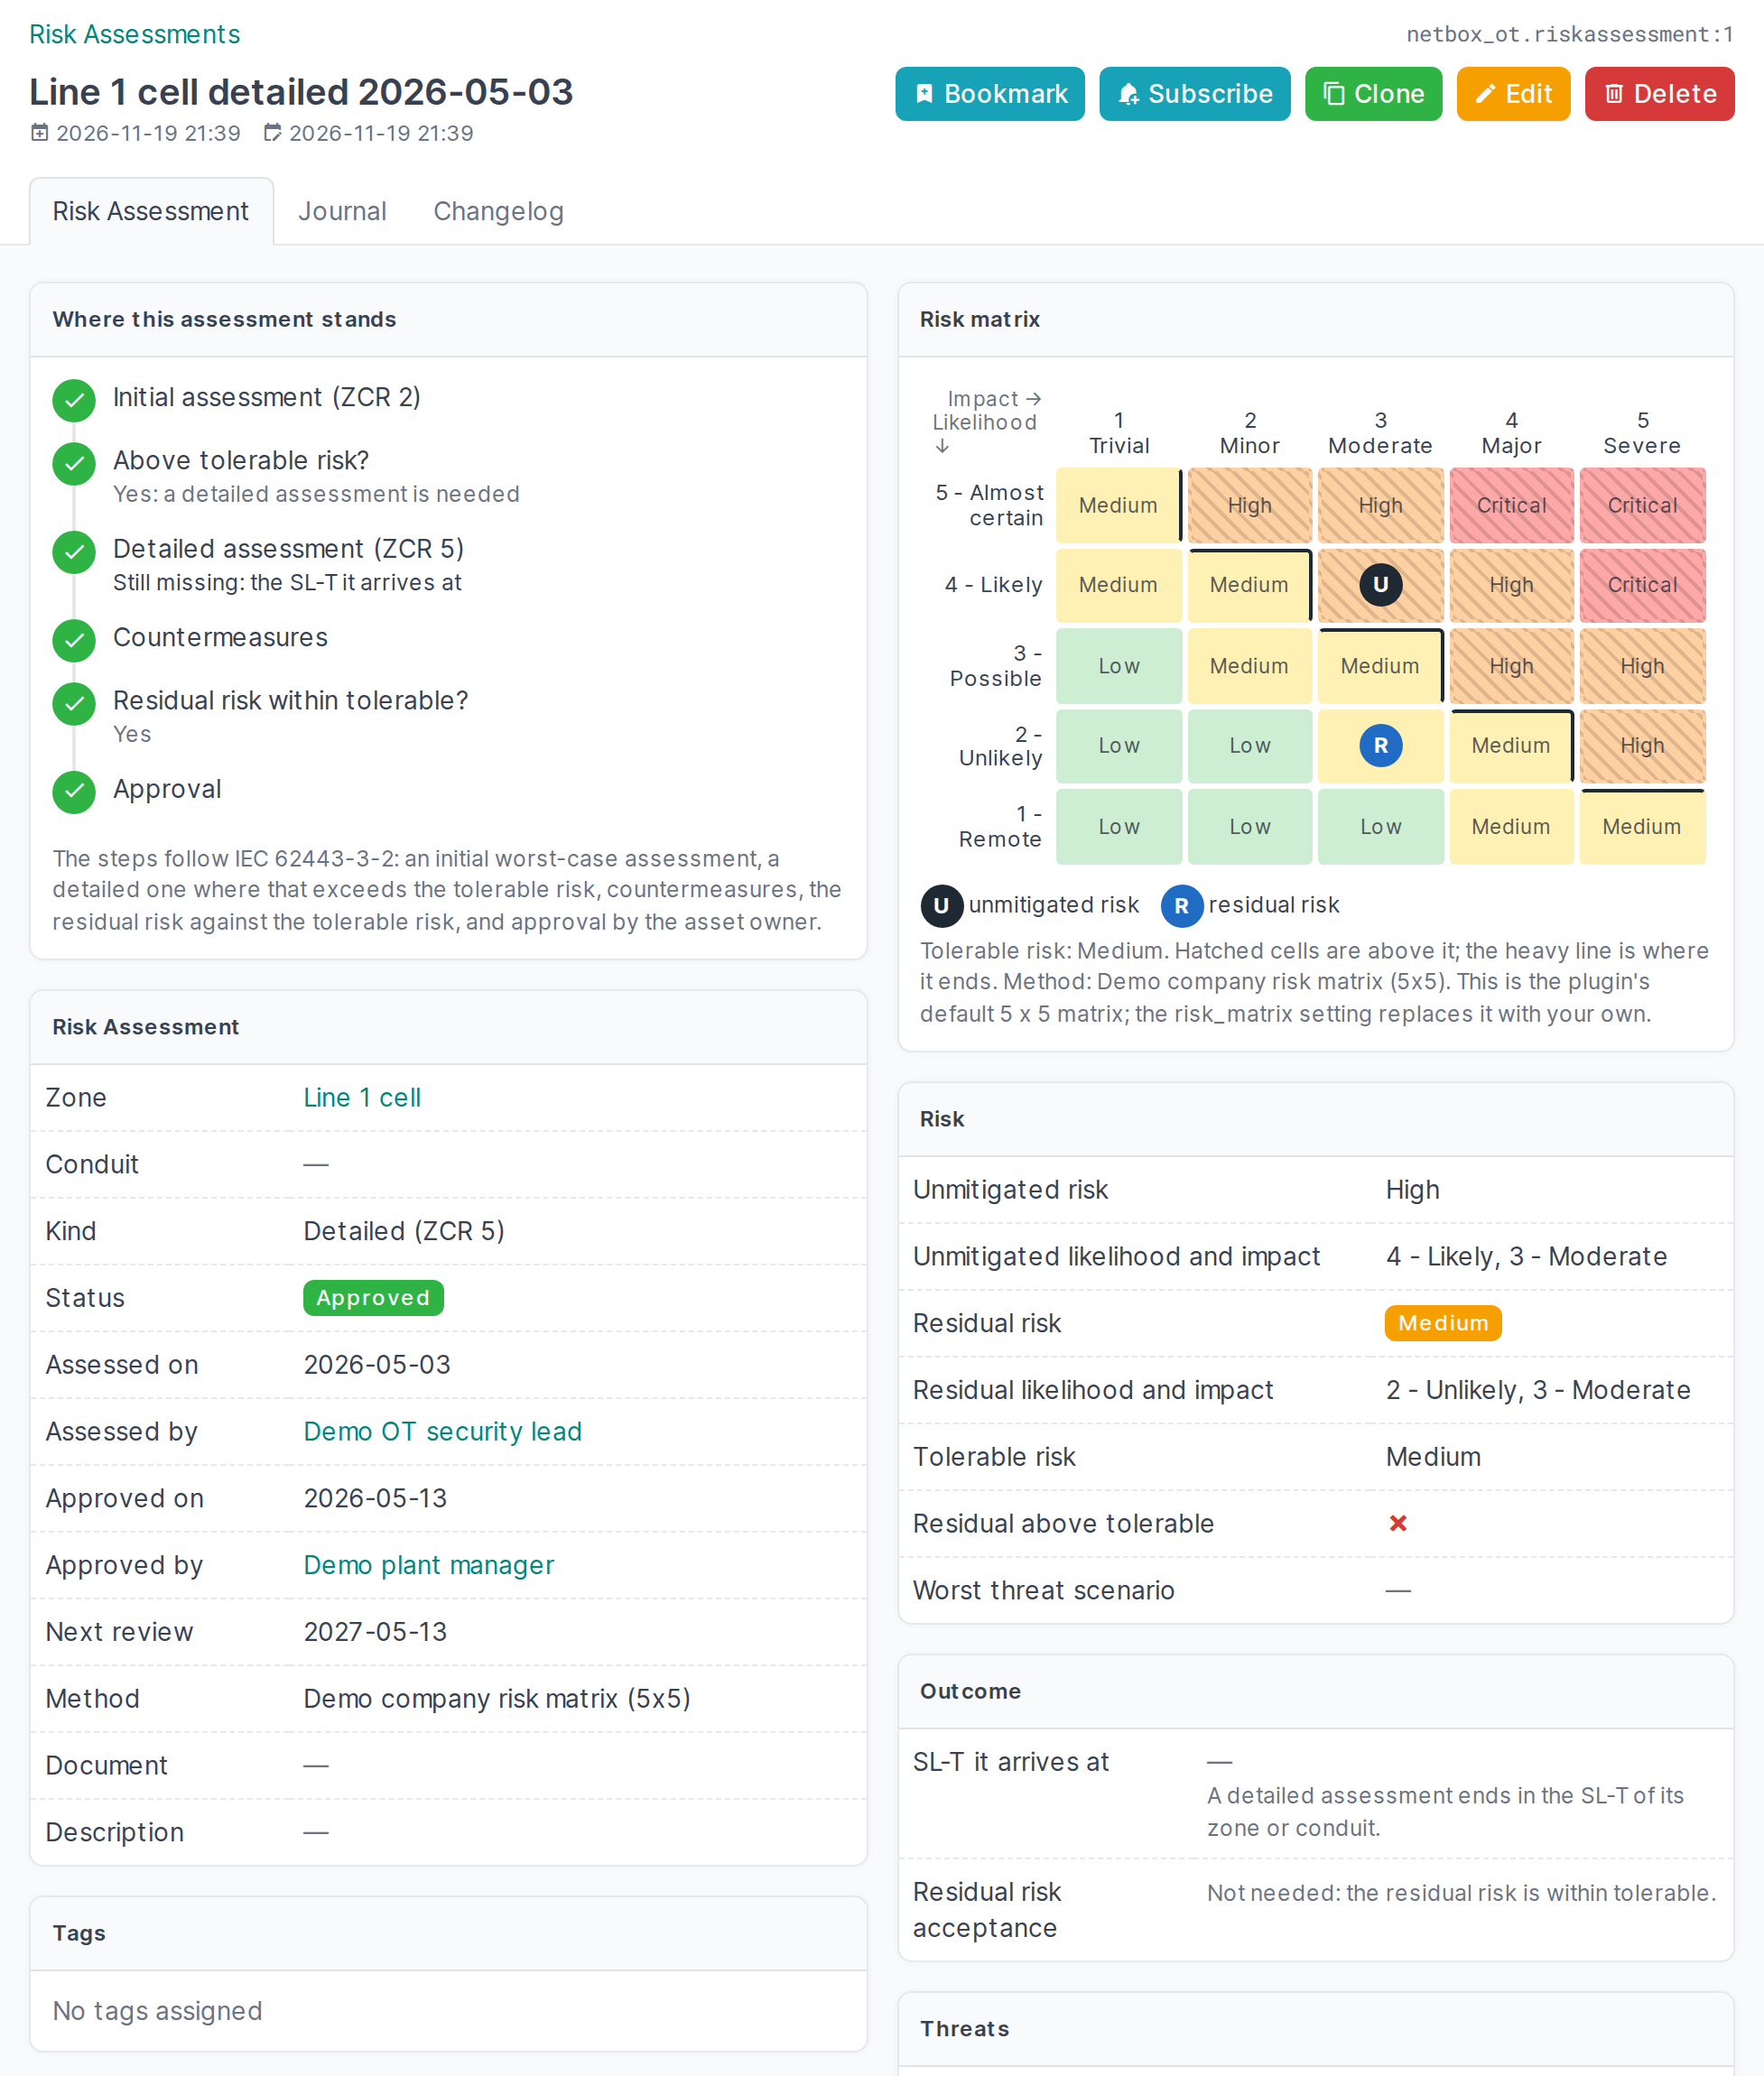 Risk Assessments
netbox_ot.riskassessment:1
Line 1 cell detailed 2026-05-03
Bookmark
Subscribe
Clone
Edit
Delete
2026-11-19 21:39 2026-11-19 21:39
Risk Assessment
Journal
Changelog
Where this assessment stands
Initial assessment (ZCR 2)
Above tolerable risk?
Yes: a detailed assessment is needed
Detailed assessment (ZCR 5)
Still missing: the SL-T it arrives at
Countermeasures
Residual risk within tolerable?
Yes
Approval
The steps follow IEC 62443-3-2: an initial worst-case assessment, a
detailed one where that exceeds the tolerable risk, countermeasures, the
residual risk against the tolerable risk, and approval by the asset owner.
Risk Assessment
Zone Line 1 cell
Conduit —
Kind Detailed (ZCR 5)
Status Approved
Assessed on 2026-05-03
Assessed by Demo OT security lead
Approved on 2026-05-13
Approved by Demo plant manager
Next review 2027-05-13
Method Demo company risk matrix (5x5)
Document —
Description —
Tags
No tags assigned
Risk matrix
Impact →
Likelihood
↓
1 2 3 4 5
Trivial Minor Moderate Major Severe
5 - Almost
certain
Medium High High Critical Critical
4 - Likely Medium Medium U High Critical
3 -
Possible
Low Medium Medium High High
2 -
Unlikely
Low Low R Medium High
1 -
Remote
Low Low Low Medium Medium
U unmitigated risk R residual risk
Tolerable risk: Medium. Hatched cells are above it; the heavy line is where
it ends. Method: Demo company risk matrix (5x5). This is the plugin's
default 5 x 5 matrix; the risk_matrix setting replaces it with your own.
Risk
Unmitigated risk High
Unmitigated likelihood and impact 4 - Likely, 3 - Moderate
Residual risk Medium
Residual likelihood and impact 2 - Unlikely, 3 - Moderate
Tolerable risk Medium
Residual above tolerable
Worst threat scenario —
Outcome
SL-T it arrives at —
A detailed assessment ends in the SL-T of its
zone or conduit.
Residual risk
acceptance
Not needed: the residual risk is within tolerable.
Threats